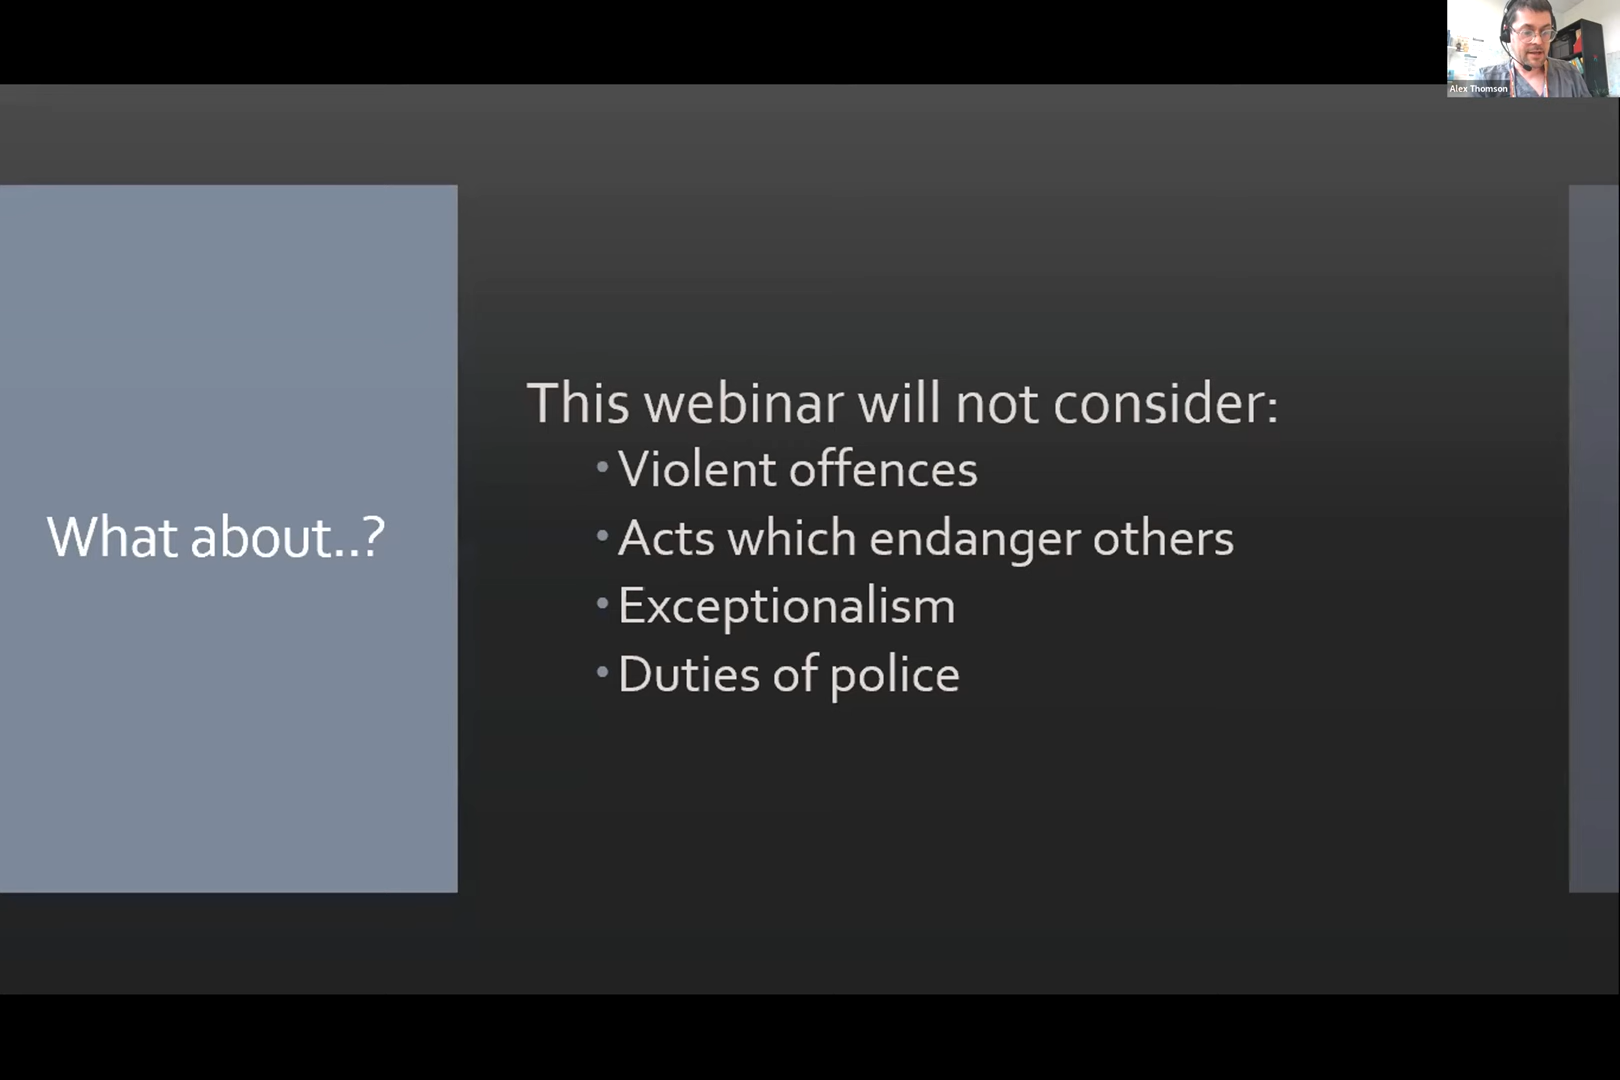 Alex Thomson
What about..?
This webinar will not consider:
• Violent offences
• Acts which endanger others
• Exceptionalism
• Duties of police